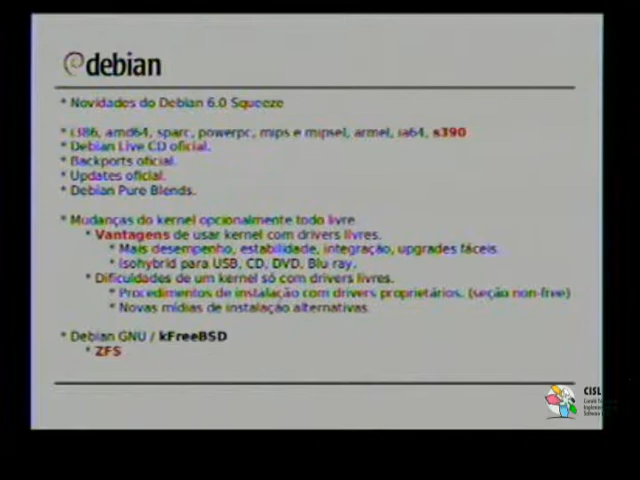 debian
* Novidades do Debian 6.0 Squeeze
* i386, amd64, sparc, powerpc, mips e mipsel, armel, ia64, s390
* Debian Live CD oficial.
* Backports oficial.
* Updates oficial.
* Debian Pure Blends.
* Mudanças do kernel opcionalmente todo livre
* Vantagens de usar kernel com drivers livres.
* Mais desempenho, estabilidade, integração, upgrades fáceis
* Isohybrid para USB, CD, DVD, Blu ray.
* Dificuldades de um kernel só com drivers livres.
* Procedimentos de instalação com drivers proprietários. (seção non-free)
* Novas mídias de instalação alternativas
* Debian GNU / kFreeBSD
* ZFS
CISL